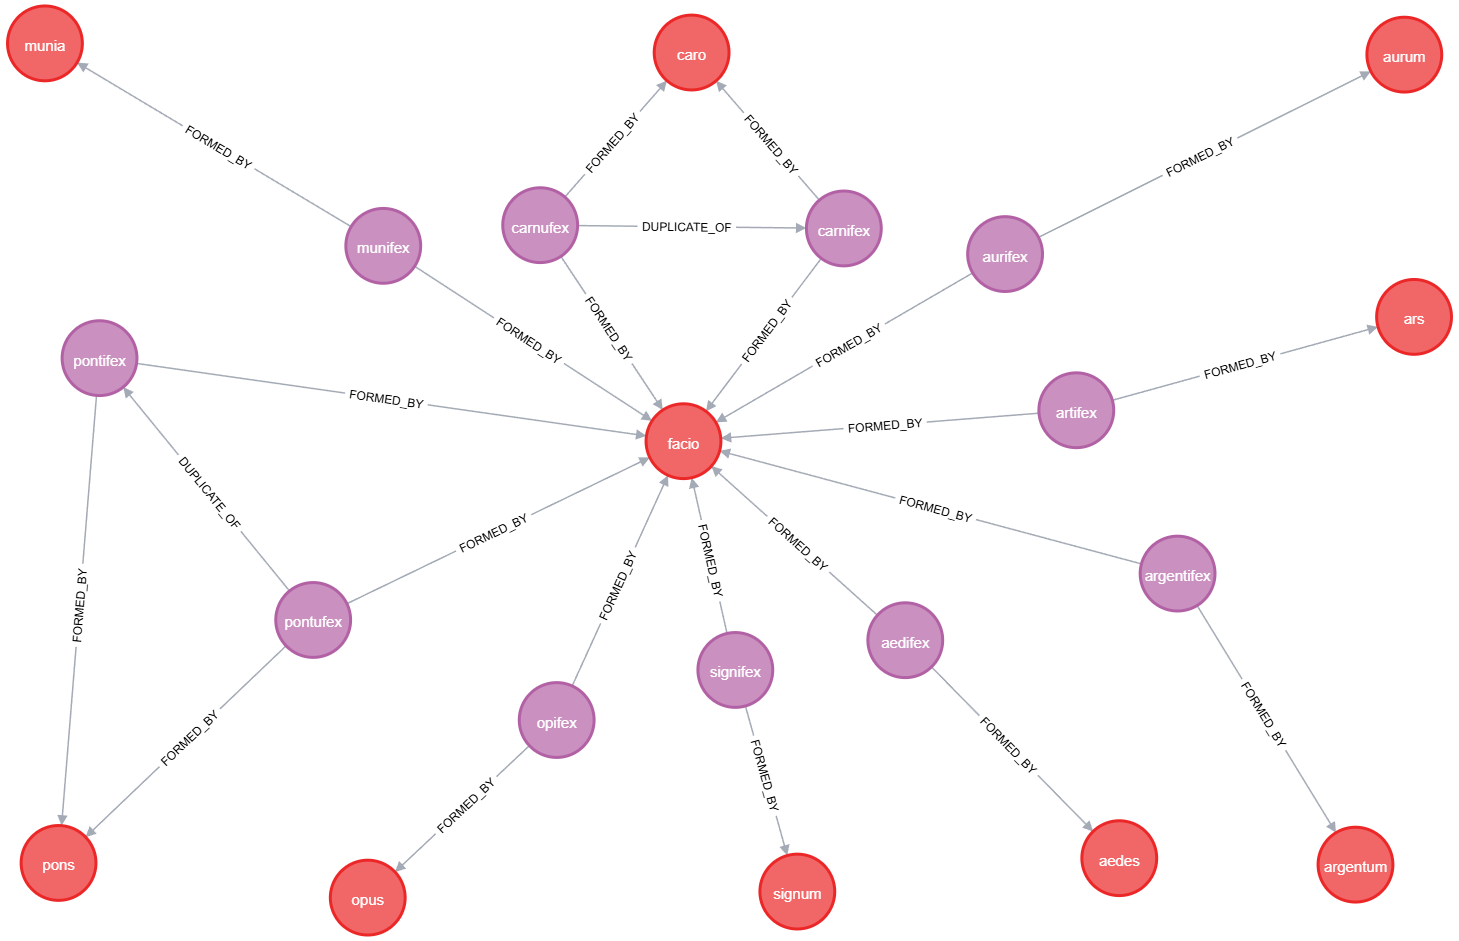 munia
caro
aurum
FORMED_BY
FORMED_BY
FORMED_BY
FORMED_BY
carnufex
DUPLICATE_OF
carnifex
munifex
aurifex
ars
FORMED_BY
FORMED_BY
FORMED_BY
FORMED_BY
pontifex
FORMED_BY
FORMED_BY
artifex
FORMED_BY
facio
FORMED_BY
DUPLICATE_OF
FORMED_BY
FORMED_BY
FORMED_BY
FORMED_BY
argentifex
FORMED_BY
pontufex
aedifex
signifex
opifex
FORMED_BY
FORMED_BY
FORMED_BY
FORMED_BY
FORMED_BY
pons
opus
signum
aedes
argentum